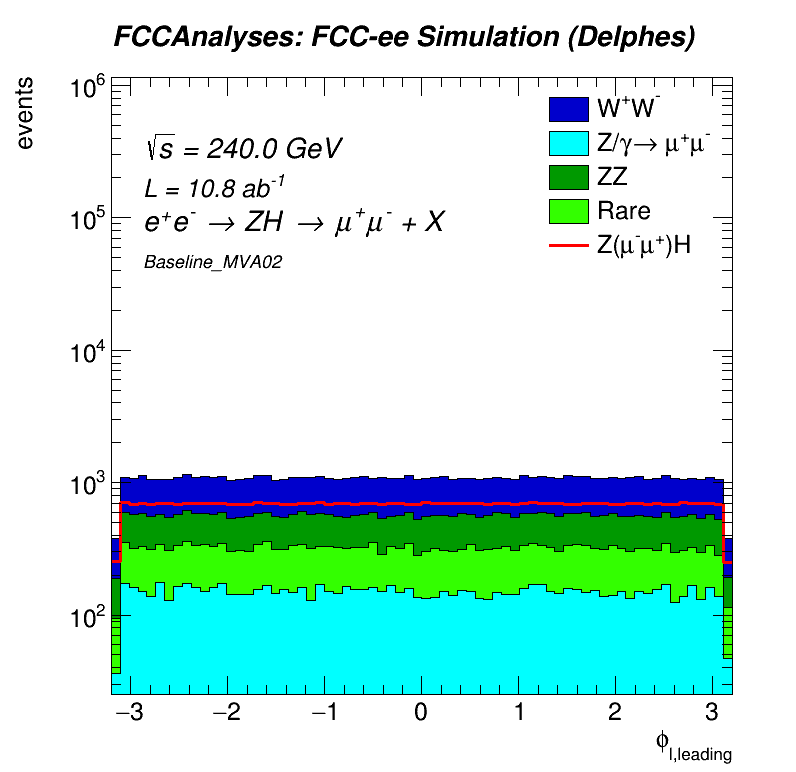 FCCAnalyses: FCC-ee Simulation (Delphes)
events
10⁶
10⁵
10⁴
10³
10²
√s = 240.0 GeV
L = 10.8 ab⁻¹
e⁺e⁻ → ZH → μ⁺μ⁻ + X
Baseline_MVA02
W⁺W⁻
Z/γ→ μ⁺μ⁻
ZZ
Rare
Z(μ⁻μ⁺)H
−3 −2 −1 0 1 2 3
ϕ l,leading